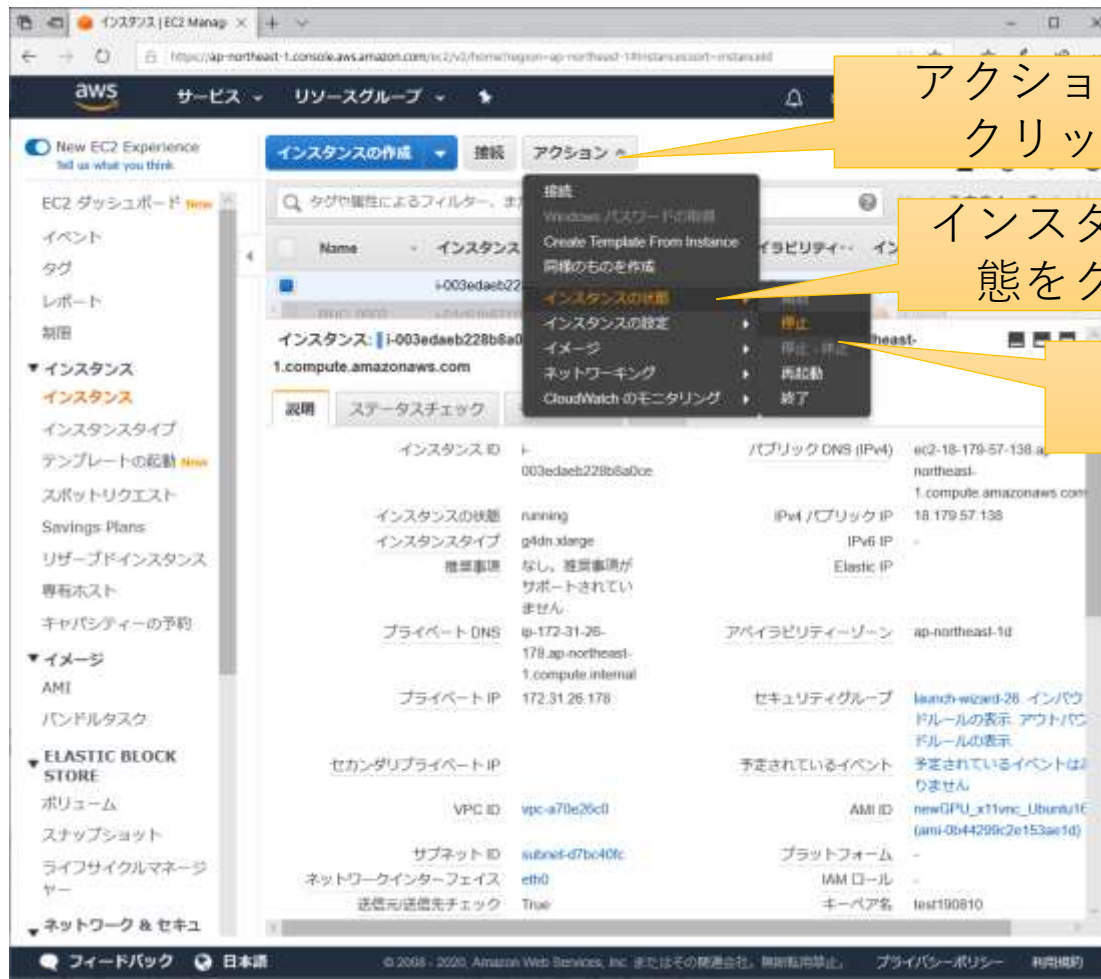 インスタンス | EC2 Manag
https://ap-northeast-1.console.aws.amazon.com/ec2/v2/home?region=ap-northeast-1#Instances:sort=instanceId
aws サービス リソースグループ
アクショ
クリッ
New EC2 Experience
Tell us what you think
インスタンスの作成 接続 アクション
EC2 ダッシュボード New
イベント
タグ
レポート
制限
インスタンス
インスタンス
インスタンスタイプ
テンプレートの起動 New
スポットリクエスト
Savings Plans
リザーブドインスタンス
専有ホスト
キャパシティーの予約
イメージ
AMI
バンドルタスク
ELASTIC BLOCK
STORE
ボリューム
スナップショット
ライフサイクルマネージ
ャー
ネットワーク & セキュ
タグや属性によるフィルター、ま
Name インスタンス イラビリティ‥ イン
i-003edaeb22
接続
Windows パスワードの取得
Create Template From Instance
同様のものを作成
インスタンスの状態
インスタンスの設定
イメージ
ネットワーキング
CloudWatch のモニタリング
開始
停止
停止 - 休止
再起動
終了
インスタ
態をク
インスタンス: i-003edaeb228b8a0 heast-
1.compute.amazonaws.com
説明 ステータスチェック
インスタンス ID i-
003edaeb228b8a0ce
インスタンスの状態 running
インスタンスタイプ g4dn.xlarge
推奨事項 なし。推奨事項が
サポートされてい
ません
プライベート DNS ip-172-31-26-
178.ap-northeast-
1.compute.internal
プライベート IP 172.31.26.178
セカンダリプライベート IP
VPC ID vpc-a70e26c0
サブネット ID subnet-d7bc40fc
ネットワークインターフェイス eth0
送信元/送信先チェック True
パブリック DNS (IPv4) ec2-18-179-57-138.ap-
northeast-
1.compute.amazonaws.com
IPv4 パブリック IP 18.179.57.138
IPv6 IP -
Elastic IP
アベイラビリティーゾーン ap-northeast-1d
セキュリティグループ launch-wizard-26. インバウ
ドルールの表示. アウトバウ
ドルールの表示
予定されているイベント 予定されているイベントはあ
りません
AMI ID newGPU_x11vnc_Ubuntu16
(ami-0b44299c2e153ae1d)
プラットフォーム -
IAM ロール -
キーペア名 test190810
フィードバック 日本語 © 2008 - 2020, Amazon Web Services, Inc. またはその関連会社。無断転用禁止。 プライバシーポリシー 利用規約